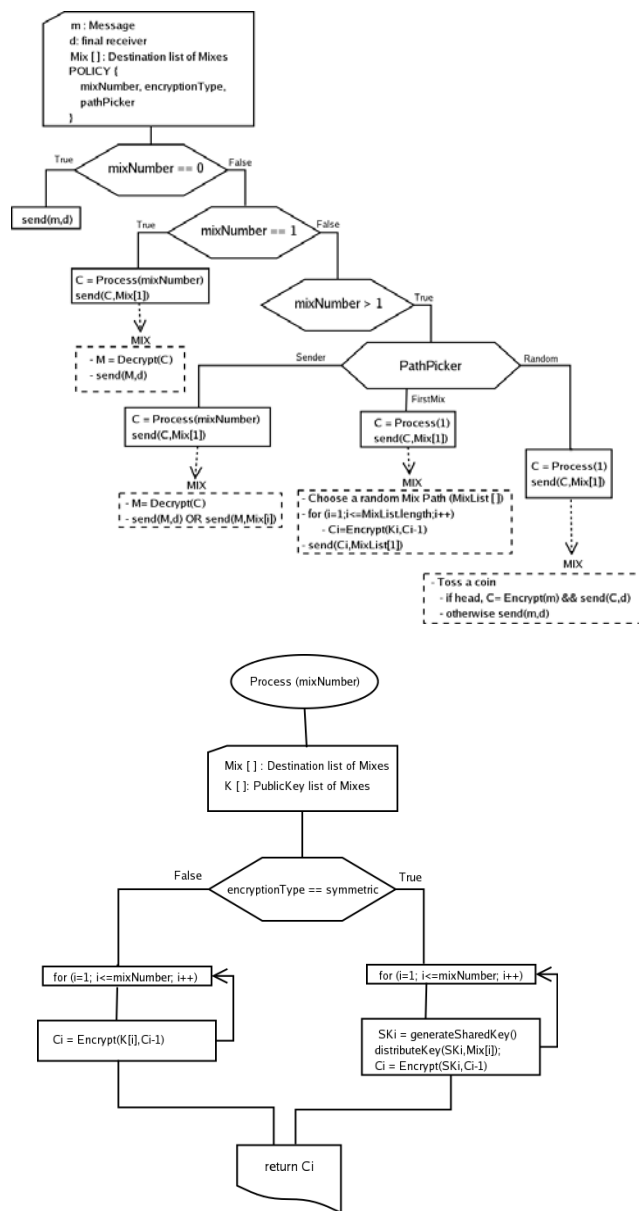 m : Message
d: final receiver
Mix [ ] : Destination list of Mixes
POLICY {
mixNumber, encryptionType,
pathPicker
}
True
mixNumber == 0
False
send(m,d)
True
mixNumber == 1
False
C = Process(mixNumber)
send(C,Mix[1])
mixNumber > 1
True
MIX
- M = Decrypt(C)
- send(M,d)
Sender
PathPicker
Random
FirstMix
C = Process(mixNumber)
send(C,Mix[1])
C = Process(1)
send(C,Mix[1])
C = Process(1)
send(C,Mix[1])
MIX
- M= Decrypt(C)
- send(M,d) OR send(M,Mix[i])
MIX
- Choose a random Mix Path (MixList [])
- for (i=1;i<=MixList.length;i++)
- Ci=Encrypt(Ki,Ci-1)
- send(Ci,MixList[1])
MIX
- Toss a coin
- if head, C= Encrypt(m) && send(C,d)
- otherwise send(m,d)
Process (mixNumber)
Mix [ ] : Destination list of Mixes
K [ ]: PublicKey list of Mixes
False
encryptionType == symmetric
True
for (i=1; i<=mixNumber; i++)
for (i=1; i<=mixNumber; i++)
Ci = Encrypt(K[i],Ci-1)
SKi = generateSharedKey()
distributeKey(SKi,Mix[i]);
Ci = Encrypt(SKi,Ci-1)
return Ci